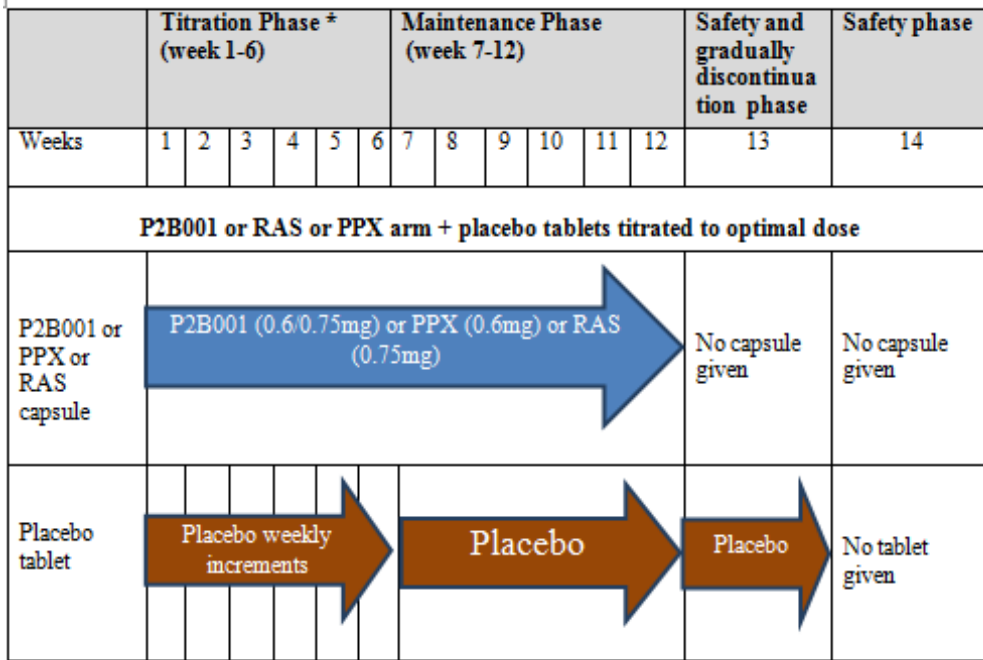 Titration Phase *
(week 1-6)
Maintenance Phase
(week 7-12)
Safety and
gradually
discontinua
tion phase
Safety phase
Weeks 1 2 3 4 5 6 7 8 9 10 11 12 13 14
P2B001 or RAS or PPX arm + placebo tablets titrated to optimal dose
P2B001 or
PPX or
RAS
capsule
P2B001 (0.6/0.75mg) or PPX (0.6mg) or RAS
(0.75mg)
No capsule
given
No capsule
given
Placebo
tablet
Placebo weekly
increments
Placebo
Placebo
No tablet
given